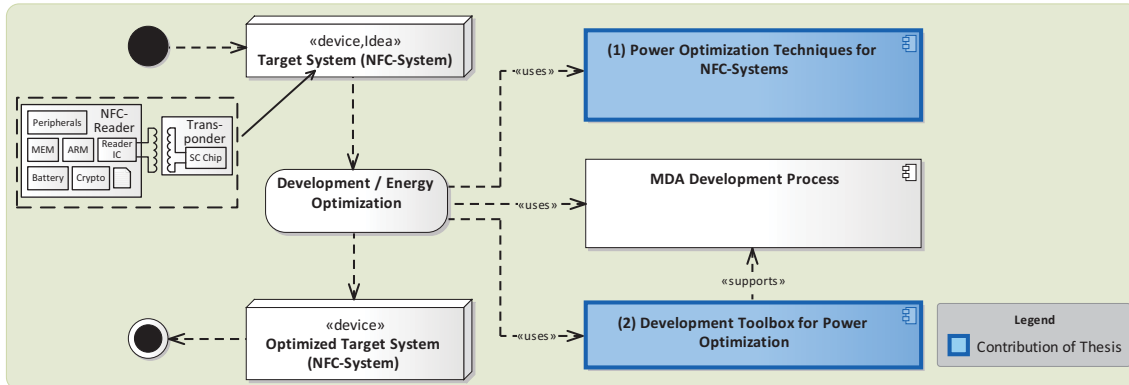 «device,Idea»
Target System (NFC-System)
NFC-
Reader
Peripherals
MEM
ARM
Reader
IC
Battery
Crypto
Trans-
ponder
SC Chip
Development / Energy
Optimization
«uses»
(1) Power Optimization Techniques for
NFC-Systems
«uses»
MDA Development Process
«supports»
«uses»
(2) Development Toolbox for Power
Optimization
«device»
Optimized Target System
(NFC-System)
Legend
Contribution of Thesis